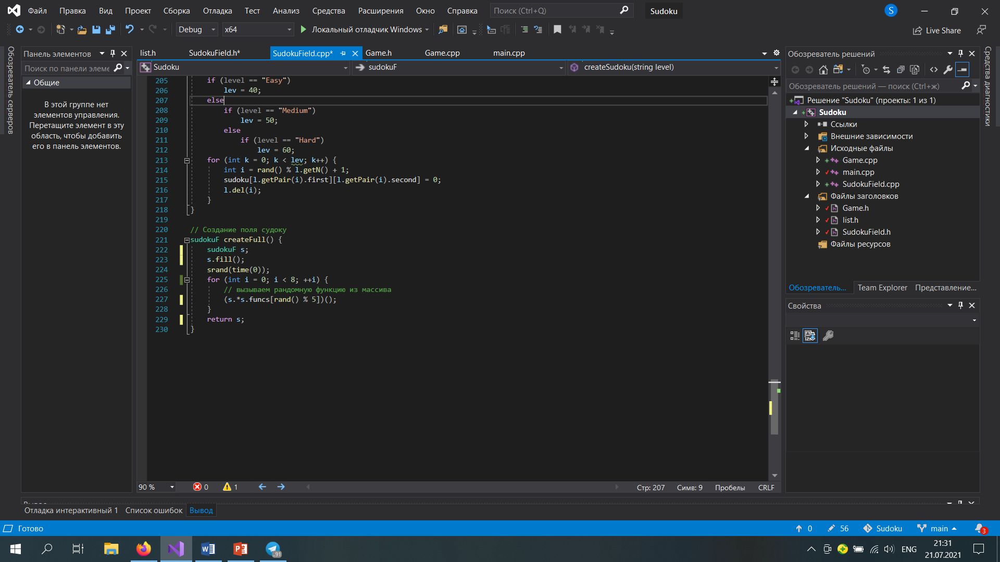 Файл Правка Вид Проект Сборка Отладка Тест Анализ Средства Расширения Окно Справка Поиск (Ctrl+Q) Sudoku S
Debug x64 Локальный отладчик Windows Live Share
Обозреватель серверов
Панель элементов
Поиск по панели элеме
Общие
В этой группе нет
элементов управления.
Перетащите элемент в эту
область, чтобы добавить
его в панель элементов.
list.h SudokuField.h* SudokuField.cpp* Game.h Game.cpp main.cpp
Sudoku sudokuF createSudoku(string level)
205 if (level == "Easy")
206 lev = 40;
207 else
208 if (level == "Medium")
209 lev = 50;
210 else
211 if (level == "Hard")
212 lev = 60;
213 for (int k = 0; k < lev; k++) {
214 int i = rand() % l.getN() + 1;
215 sudoku[l.getPair(i).first][l.getPair(i).second] = 0;
216 l.del(i);
217 }
218 }
219
220 // Создание поля судоку
221 sudokuF createFull() {
222 sudokuF s;
223 s.fill();
224 srand(time(0));
225 for (int i = 0; i < 8; ++i) {
226 // вызываем рандомную функцию из массива
227 (s.*s.funcs[rand() % 5])();
228 }
229 return s;
230 }
90 % 0 1 Стр: 207 Симв: 9 Пробелы CRLF
Обозреватель решений
Обозреватель решений — поиск (Ctrl+ж)
Решение "Sudoku" (проекты: 1 из 1)
Sudoku
Ссылки
Внешние зависимости
Исходные файлы
Game.cpp
main.cpp
SudokuField.cpp
Файлы заголовков
Game.h
list.h
SudokuField.h
Файлы ресурсов
Обозреватель... Team Explorer Представление...
Свойства
Средства диагностики
Вывод
Отладка интерактивный 1 Список ошибок Вывод
Готово 0 56 Sudoku main 3
..91 ENG 21:31
21.07.2021